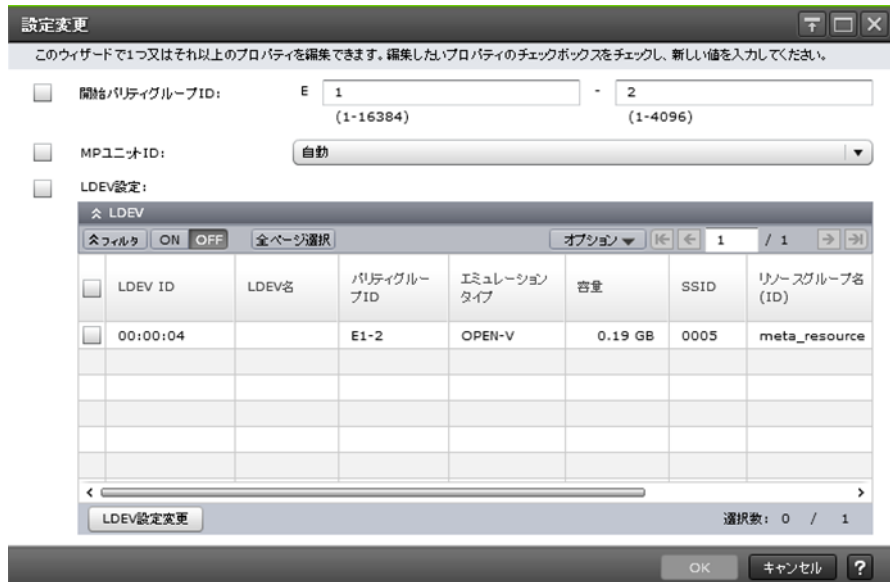 設定変更
このウィザードで1つ又はそれ以上のプロパティを編集できます。編集したいプロパティのチェックボックスをチェックし、新しい値を入力してください。
開始パリティグループID: E 1 - 2
(1-16384) (1-4096)
MPユニットID: 自動
LDEV設定:
LDEV
フィルタ ON OFF 全ページ選択 オプション 1 / 1
LDEV ID LDEV名 パリティグループID エミュレーションタイプ 容量 SSID リソースグループ名(ID)
00:00:04 E1-2 OPEN-V 0.19 GB 0005 meta_resource
LDEV設定変更 選択数: 0 / 1
OK キャンセル ?